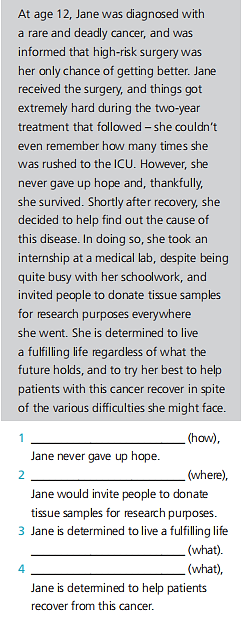 At age 12, Jane was diagnosed with
a rare and deadly cancer, and was
informed that high-risk surgery was
her only chance of getting better. Jane
received the surgery, and things got
extremely hard during the two-year
treatment that followed – she couldn't
even remember how many times she
was rushed to the ICU. However, she
never gave up hope and, thankfully,
she survived. Shortly after recovery, she
decided to help find out the cause of
this disease. In doing so, she took an
internship at a medical lab, despite being
quite busy with her schoolwork, and
invited people to donate tissue samples
for research purposes everywhere
she went. She is determined to live
a fulfilling life regardless of what the
future holds, and to try her best to help
patients with this cancer recover in spite
of the various difficulties she might face.
1 ______________________ (how),
Jane never gave up hope.
2 ______________________ (where),
Jane would invite people to donate
tissue samples for research purposes.
3 Jane is determined to live a fulfilling life
______________________ (what).
4 ______________________ (what),
Jane is determined to help patients
recover from this cancer.